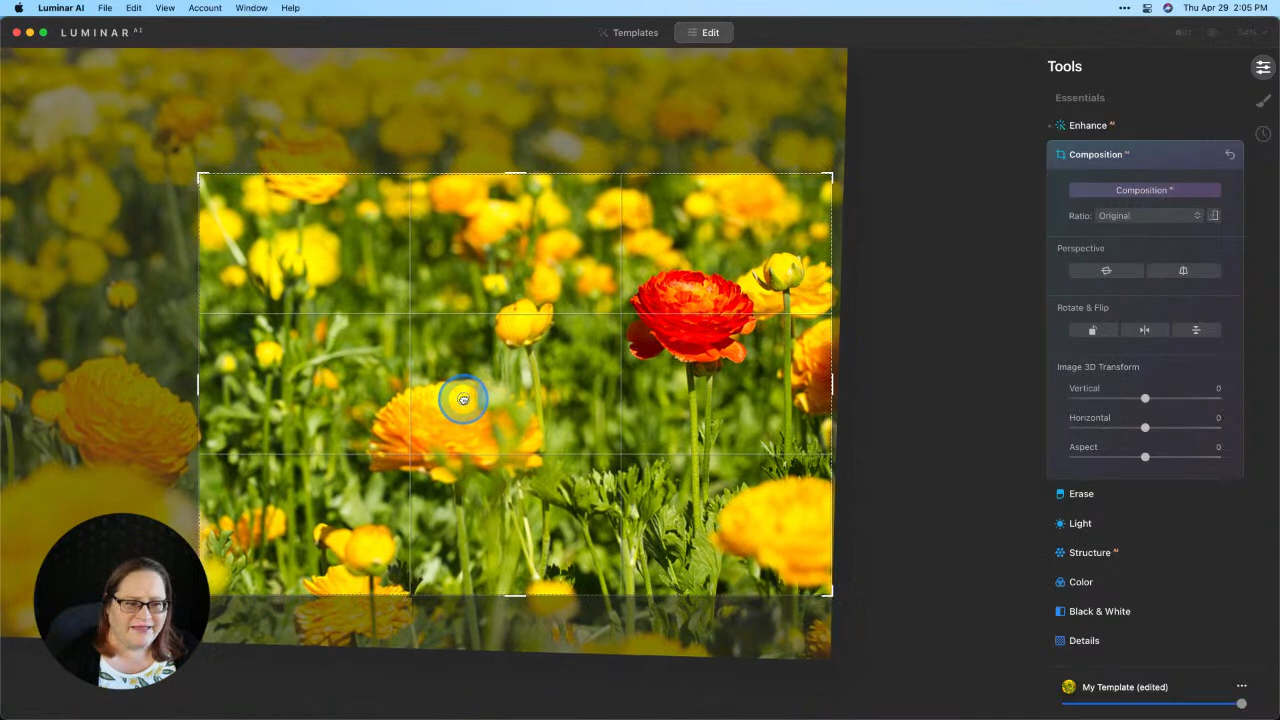 Luminar AI File Edit View Account Window Help Thu Apr 29 2:05 PM
LUMINAR AI Templates Edit 54%
Tools
Essentials
Enhance AI
Composition AI
Composition AI
Ratio: Original
Perspective
Rotate & Flip
Image 3D Transform
Vertical 0
Horizontal 0
Aspect 0
Erase
Light
Structure AI
Color
Black & White
Details
My Template (edited)